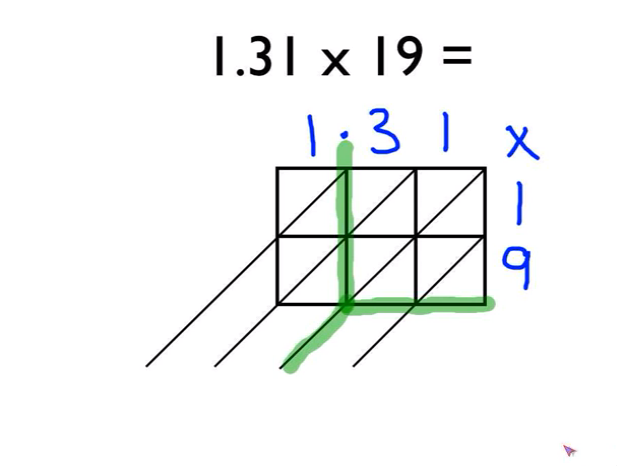 1.31 x 19 =
1 . 3 1 x
1
9